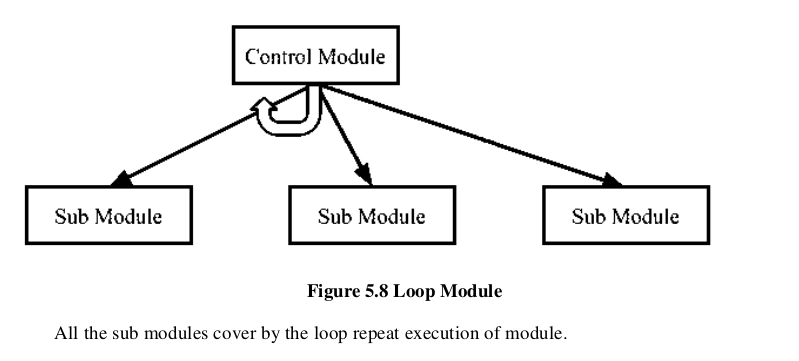 Control Module
Sub Module
Sub Module
Sub Module
Figure 5.8 Loop Module
All the sub modules cover by the loop repeat execution of module.